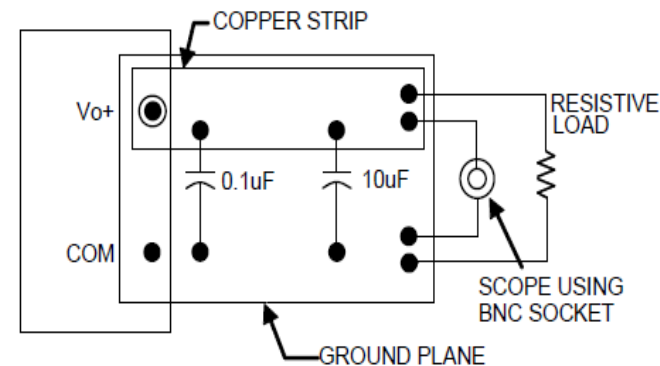 COPPER STRIP
Vo+
RESISTIVE
LOAD
0.1uF
10uF
COM
SCOPE USING
BNC SOCKET
GROUND PLANE